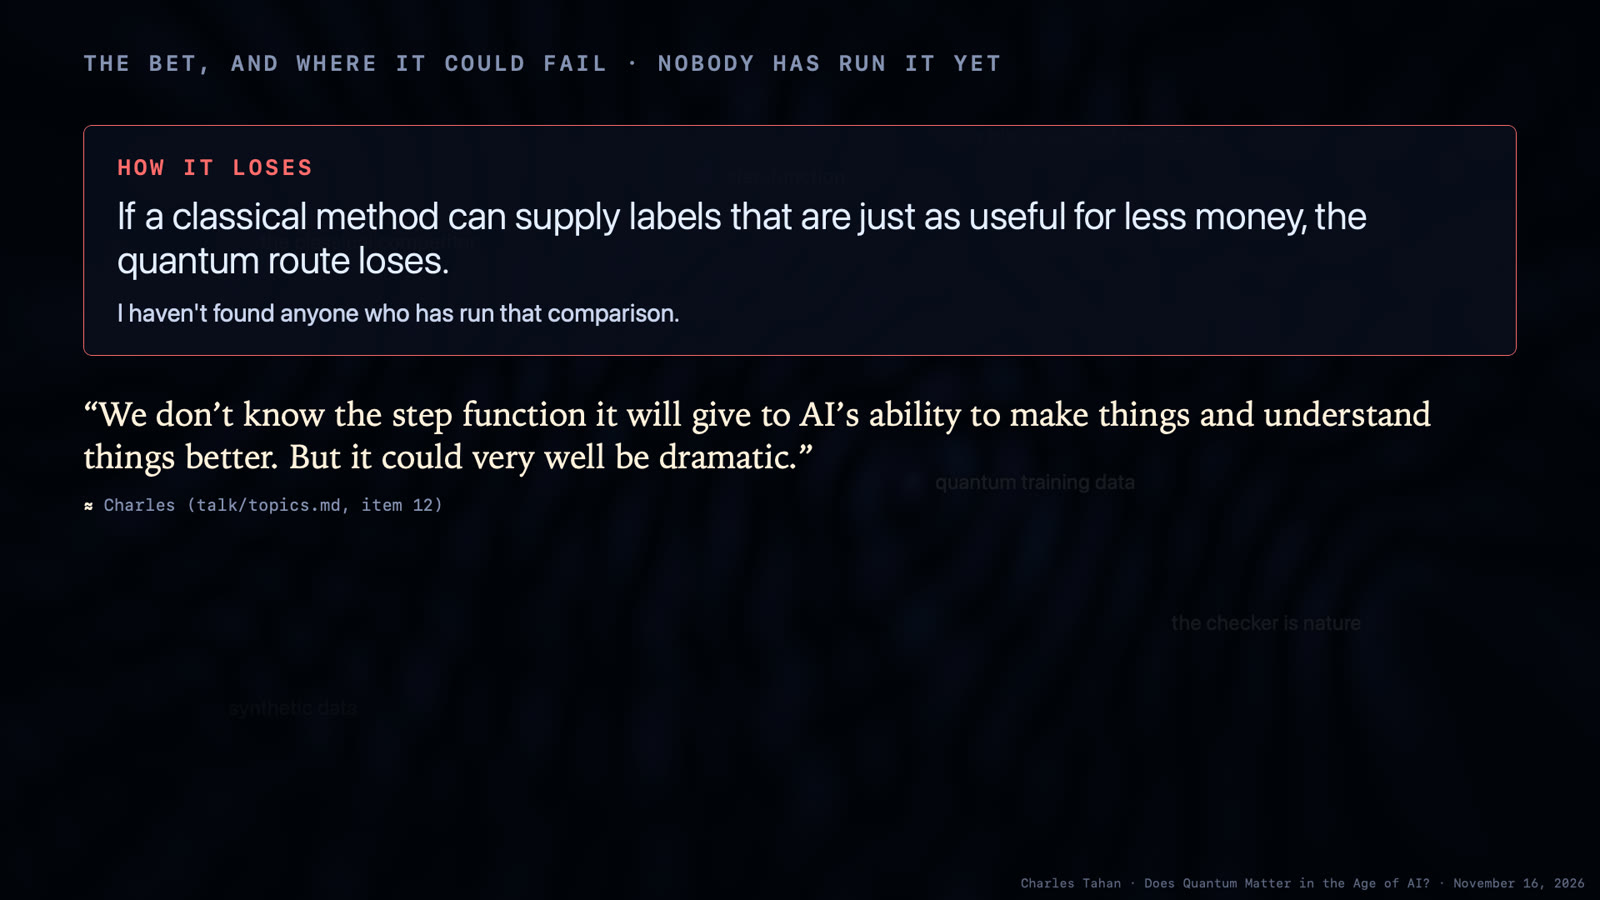 THE BET, AND WHERE IT COULD FAIL · NOBODY HAS RUN IT YET
HOW IT LOSES
If a classical method can supply labels that are just as useful for less money, the
quantum route loses.
I haven't found anyone who has run that comparison.
“We don’t know the step function it will give to AI’s ability to make things and understand
things better. But it could very well be dramatic.”
≈ Charles (talk/topics.md, item 12)
quantum training data
the checker is nature
synthetic data
Charles Tahan · Does Quantum Matter in the Age of AI? · November 16, 2026